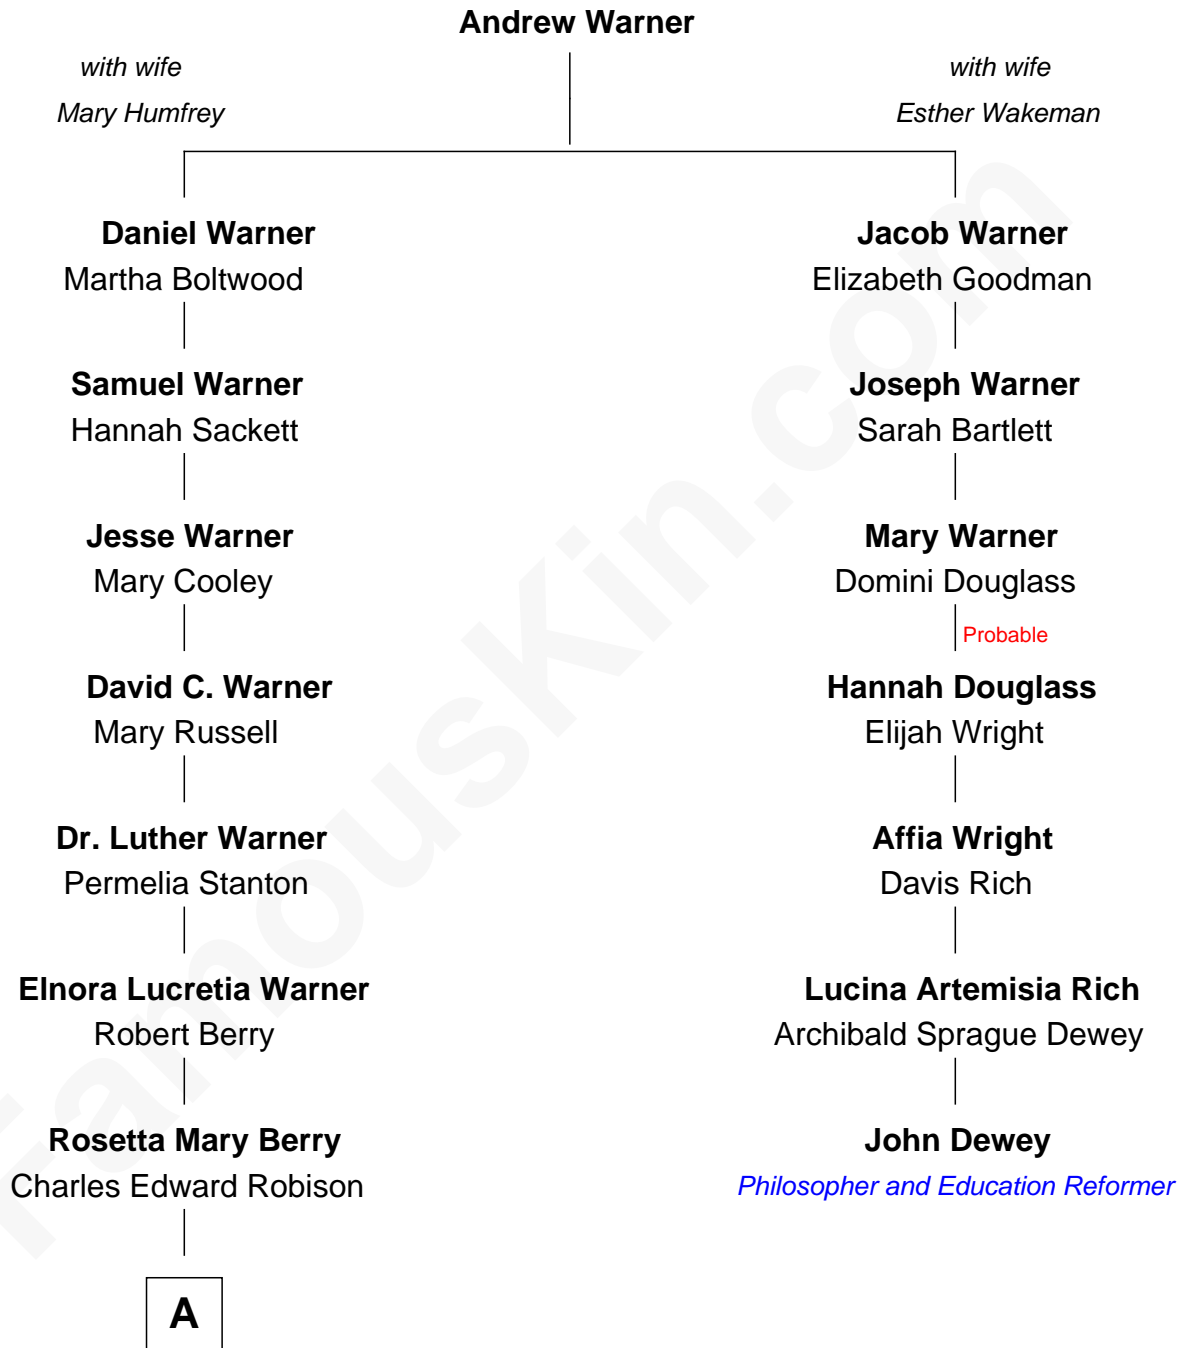 Andrew Warner
with wife
Mary Humfrey
with wife
Esther Wakeman
Daniel Warner
Martha Boltwood
Jacob Warner
Elizabeth Goodman
Samuel Warner
Hannah Sackett
Joseph Warner
Sarah Bartlett
Jesse Warner
Mary Cooley
Mary Warner
Domini Douglass
Probable
David C. Warner
Mary Russell
Hannah Douglass
Elijah Wright
Dr. Luther Warner
Permelia Stanton
Affia Wright
Davis Rich
Elnora Lucretia Warner
Robert Berry
Lucina Artemisia Rich
Archibald Sprague Dewey
Rosetta Mary Berry
Charles Edward Robison
John Dewey
Philosopher and Education Reformer
A
FamousKin.com